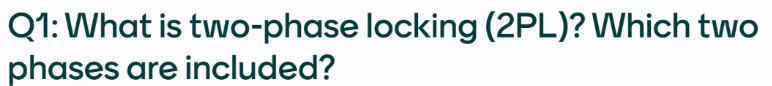 Q1: What is two-phase locking (2PL)? Which two
phases are included?